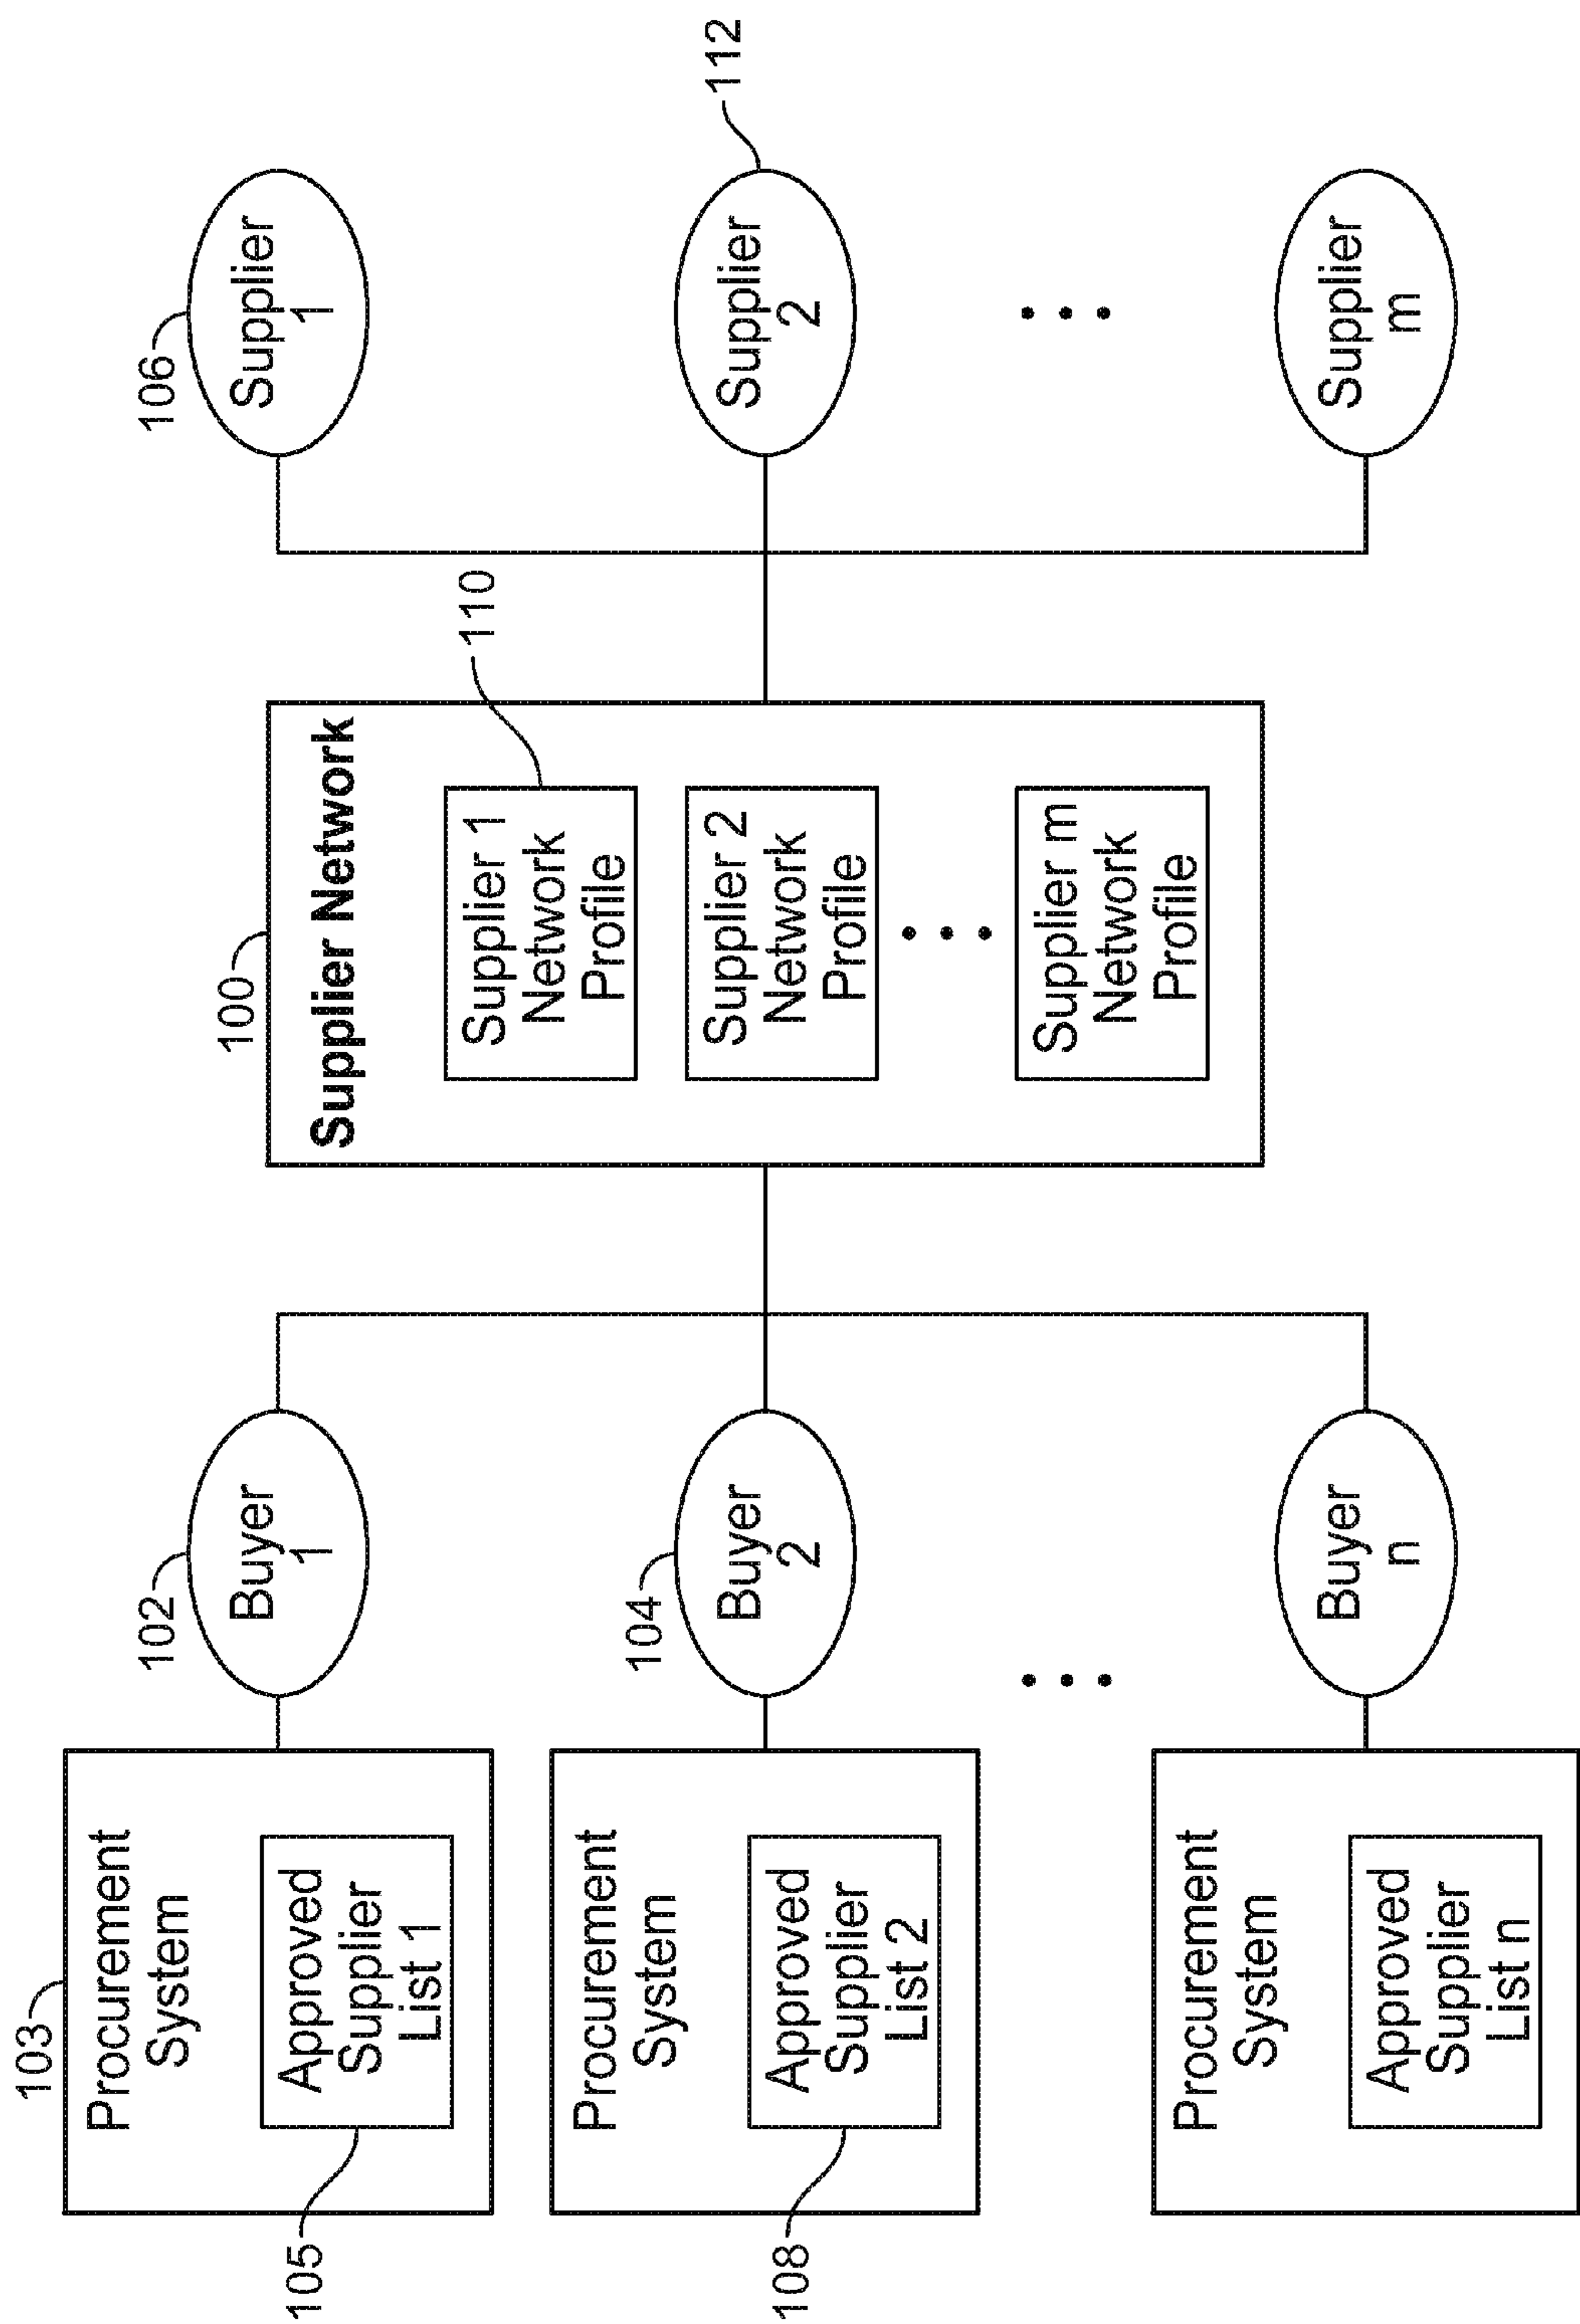 103
Procurement
System
Approved
Supplier
List 1
105
102
Buyer
1
Procurement
System
Approved
Supplier
List 2
108
104
Buyer
2
Procurement
System
Approved
Supplier
List n
Buyer
n
100
Supplier Network
Supplier 1
Network
Profile
110
Supplier 2
Network
Profile
Supplier m
Network
Profile
106
Supplier
1
Supplier
2
112
Supplier
m